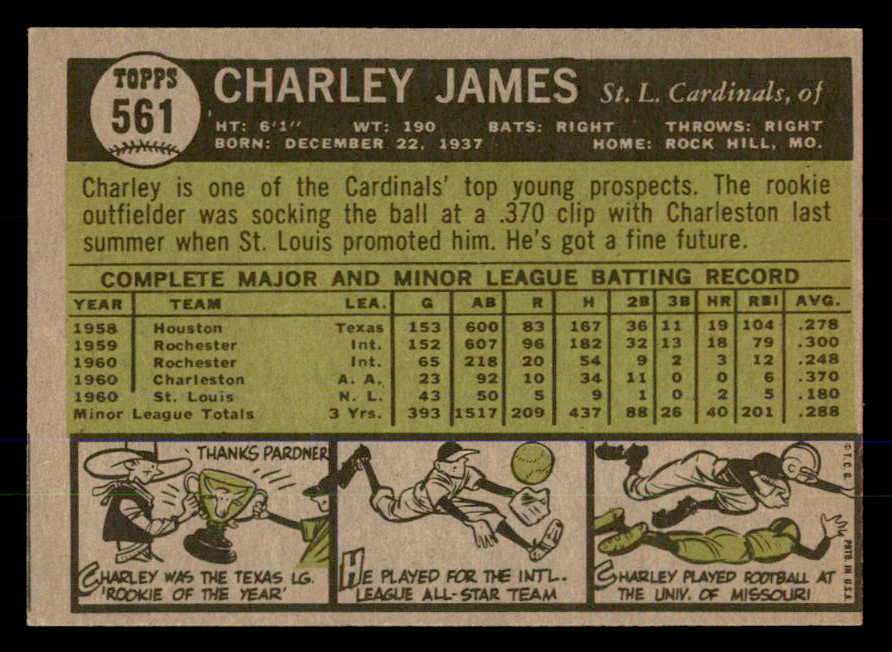 TOPPS
561
CHARLEY JAMES St. L. Cardinals, of
HT: 6'1" WT: 190 BATS: RIGHT THROWS: RIGHT
BORN: DECEMBER 22, 1937 HOME: ROCK HILL, MO.
Charley is one of the Cardinals' top young prospects. The rookie
outfielder was socking the ball at a .370 clip with Charleston last
summer when St. Louis promoted him. He's got a fine future.
COMPLETE MAJOR AND MINOR LEAGUE BATTING RECORD
YEAR TEAM LEA. G AB R H 2B 3B HR RBI AVG.
1958 Houston Texas 153 600 83 167 36 11 19 104 .278
1959 Rochester Int. 152 607 96 182 32 13 18 79 .300
1960 Rochester Int. 65 218 20 54 9 2 3 12 .248
1960 Charleston A. A. 23 92 10 34 11 0 0 6 .370
1960 St. Louis N. L. 43 50 5 9 1 0 2 5 .180
Minor League Totals 3 Yrs. 393 1517 209 437 88 26 40 201 .288
THANKS PARDNER
CHARLEY WAS THE TEXAS LG.
'ROOKIE OF THE YEAR'
HE PLAYED FOR THE INTL.
LEAGUE ALL-STAR TEAM
CHARLEY PLAYED FOOTBALL AT
THE UNIV. OF MISSOURI
© T.C.G. PRTD. IN U.S.A.